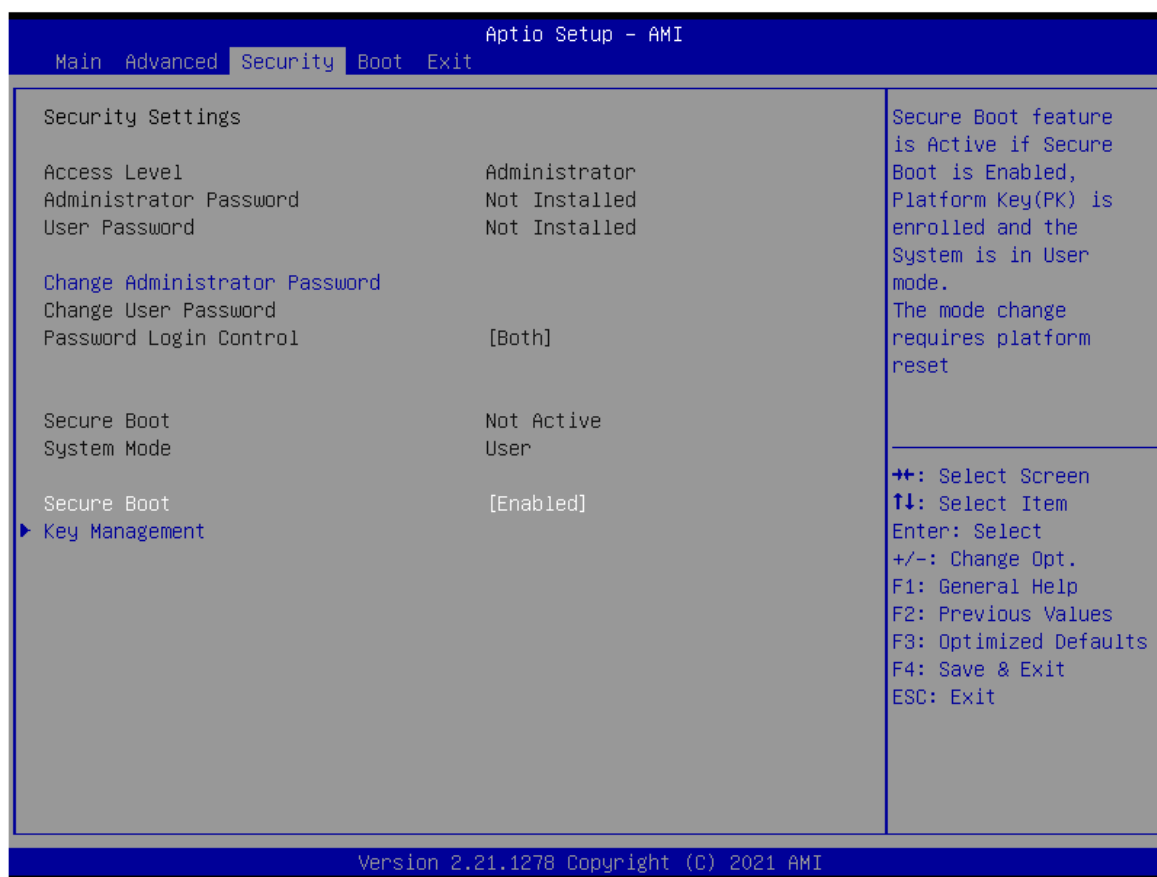 Aptio Setup – AMI
Main Advanced Security Boot Exit
Security Settings
Access Level Administrator
Administrator Password Not Installed
User Password Not Installed
Change Administrator Password
Change User Password
Password Login Control [Both]
Secure Boot Not Active
System Mode User
Secure Boot [Enabled]
Key Management
Secure Boot feature
is Active if Secure
Boot is Enabled,
Platform Key(PK) is
enrolled and the
System is in User
mode.
The mode change
requires platform
reset
→←: Select Screen
↑↓: Select Item
Enter: Select
+/-: Change Opt.
F1: General Help
F2: Previous Values
F3: Optimized Defaults
F4: Save & Exit
ESC: Exit
Version 2.21.1278 Copyright (C) 2021 AMI